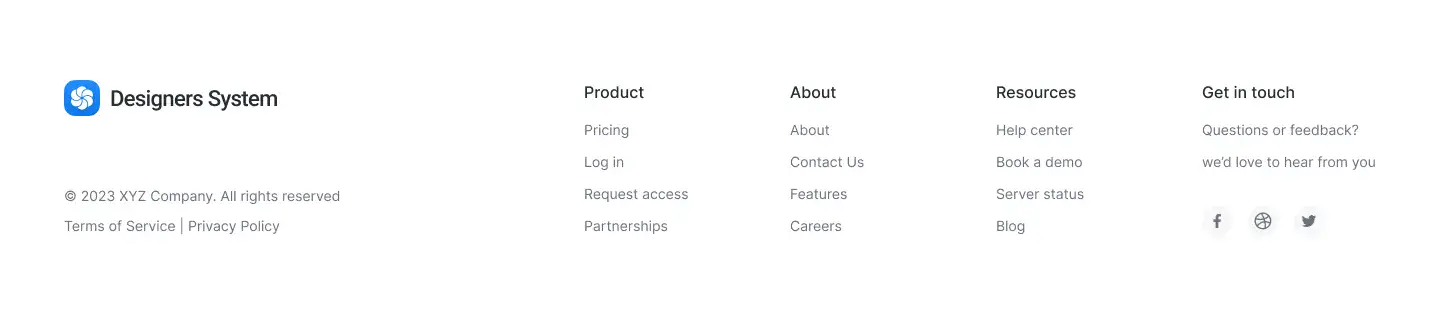 Designers System
© 2023 XYZ Company. All rights reserved
Terms of Service | Privacy Policy
Product
Pricing
Log in
Request access
Partnerships
About
About
Contact Us
Features
Careers
Resources
Help center
Book a demo
Server status
Blog
Get in touch
Questions or feedback?
we’d love to hear from you